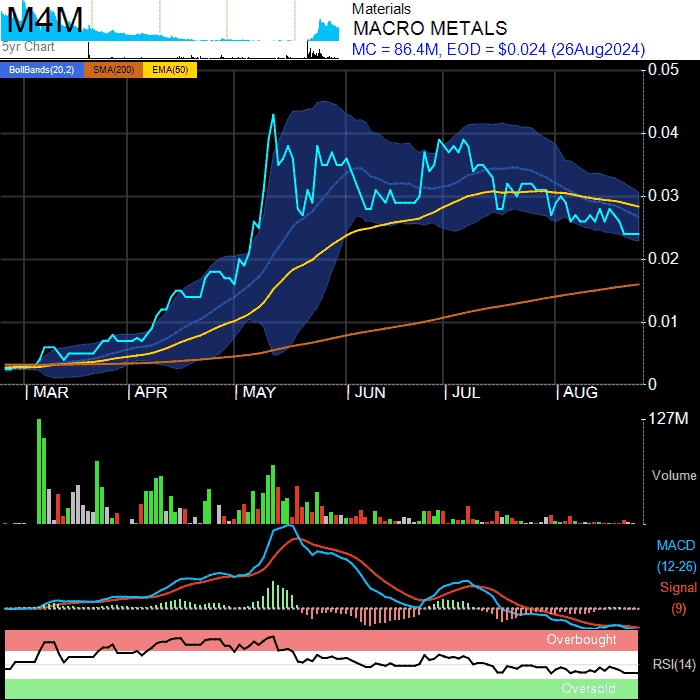 M4M
5yr Chart
Materials
MACRO METALS
MC = 86.4M, EOD = $0.024 (26Aug2024)
BollBands(20,2) SMA(200) EMA(50)
0.05
0.04
0.03
0.02
0.01
0
MAR APR MAY JUN JUL AUG
127M
Volume
MACD
(12-26)
Signal
(9)
Overbought
RSI(14)
Oversold